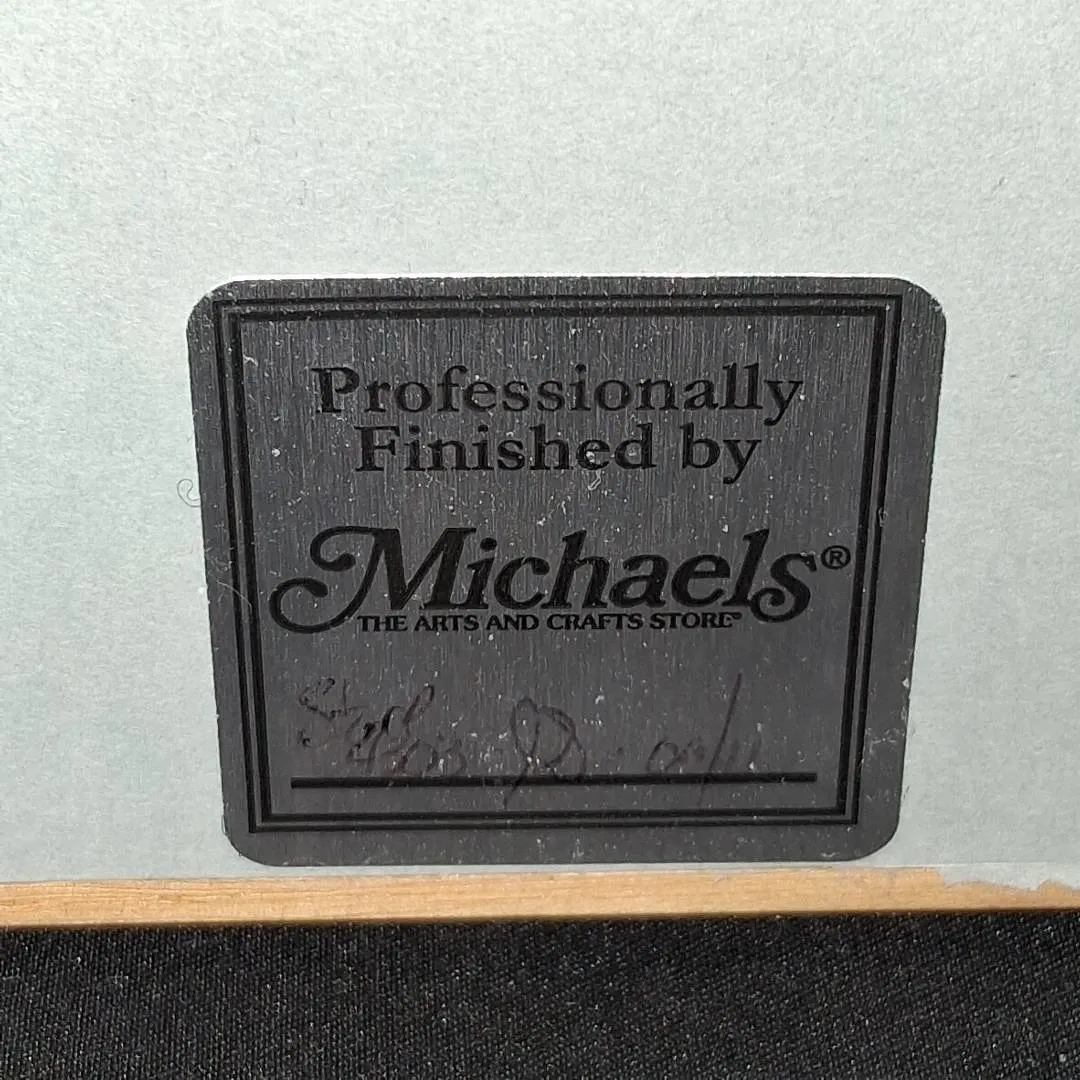 Professionally
Finished by
Michaels®
THE ARTS AND CRAFTS STORE